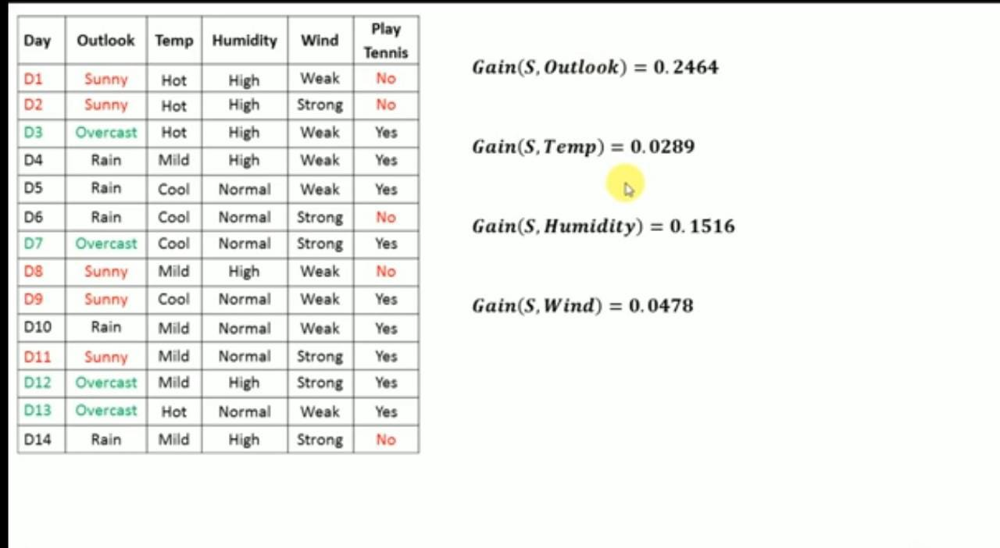 Day Outlook Temp Humidity Wind Play Tennis
D1 Sunny Hot High Weak No
D2 Sunny Hot High Strong No
D3 Overcast Hot High Weak Yes
D4 Rain Mild High Weak Yes
D5 Rain Cool Normal Weak Yes
D6 Rain Cool Normal Strong No
D7 Overcast Cool Normal Strong Yes
D8 Sunny Mild High Weak No
D9 Sunny Cool Normal Weak Yes
D10 Rain Mild Normal Weak Yes
D11 Sunny Mild Normal Strong Yes
D12 Overcast Mild High Strong Yes
D13 Overcast Hot Normal Weak Yes
D14 Rain Mild High Strong No
Gain(S, Outlook) = 0.2464
Gain(S, Temp) = 0.0289
Gain(S, Humidity) = 0.1516
Gain(S, Wind) = 0.0478